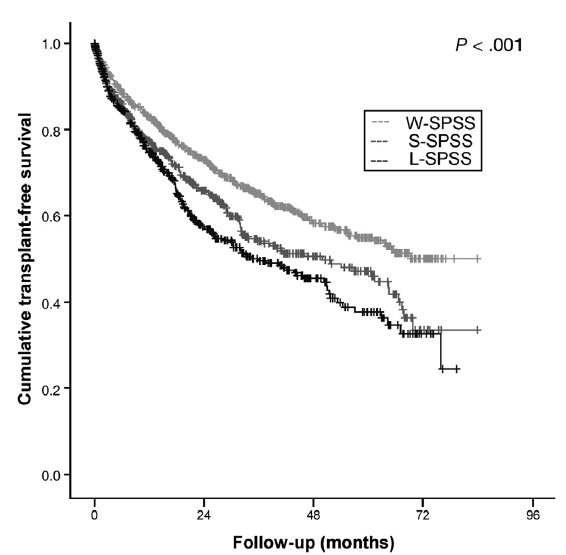 P < .001
W-SPSS
S-SPSS
L-SPSS
Cumulative transplant-free survival
1.0
0.8
0.6
0.4
0.2
0.0
0 24 48 72 96
Follow-up (months)